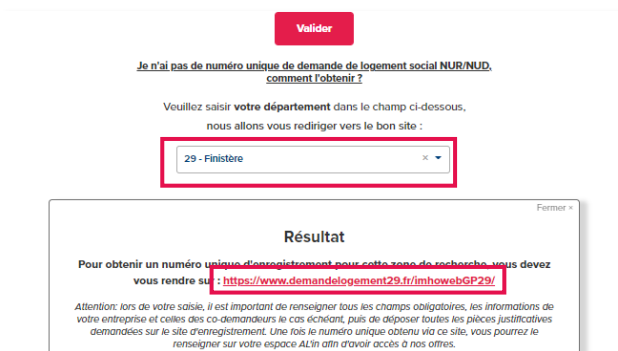 Valider
Je n'ai pas de numéro unique de demande de logement social NUR/NUD,
comment l'obtenir ?
Veuillez saisir votre département dans le champ ci-dessous,
nous allons vous rediriger vers le bon site :
29 - Finistère × 
Fermer ×
Résultat
Pour obtenir un numéro unique d'enregistrement pour cette zone de recherche, vous devez
vous rendre sur : https://www.demandelogement29.fr/imhowebGP29/
Attention: lors de votre saisie, il est important de renseigner tous les champs obligatoires, les informations de
votre entreprise et celles des co-demandeurs le cas échéant, puis de déposer toutes les pièces justificatives
demandées sur le site d'enregistrement. Une fois le numéro unique obtenu via ce site, vous pourrez le
renseigner sur votre espace AL'in afin d'avoir accès à nos offres.